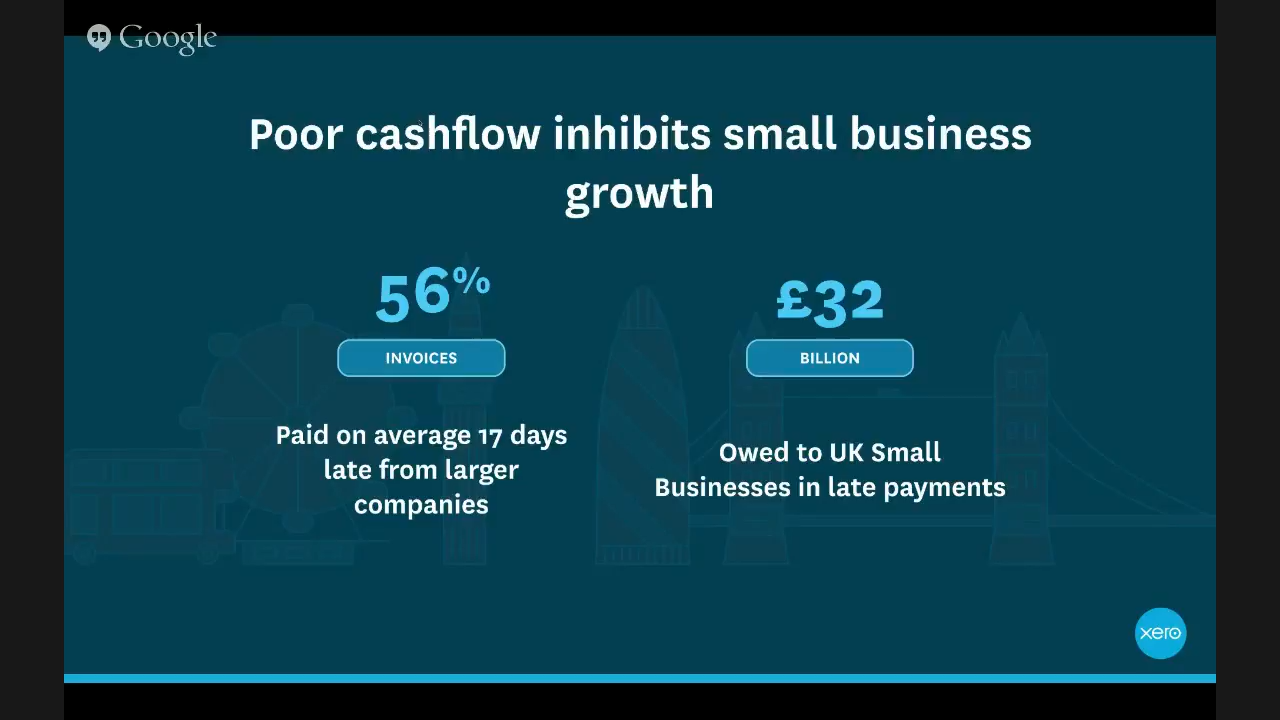 Google
Poor cashflow inhibits small business
growth
56%
INVOICES
Paid on average 17 days
late from larger
companies
£32
BILLION
Owed to UK Small
Businesses in late payments
xero